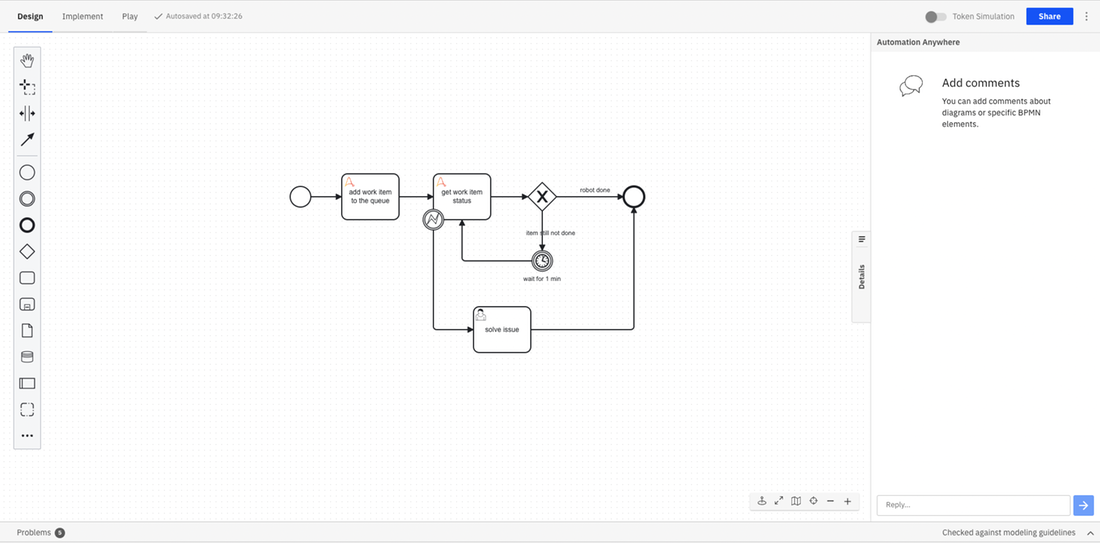 Design Implement Play Autosaved at 09:32:26 Token Simulation Share
Automation Anywhere
Add comments
You can add comments about
diagrams or specific BPMN
elements.
add work item
to the queue
get work item
status
robot done
item still not done
wait for 1 min
solve issue
Details
Reply...
Problems 5
Checked against modeling guidelines